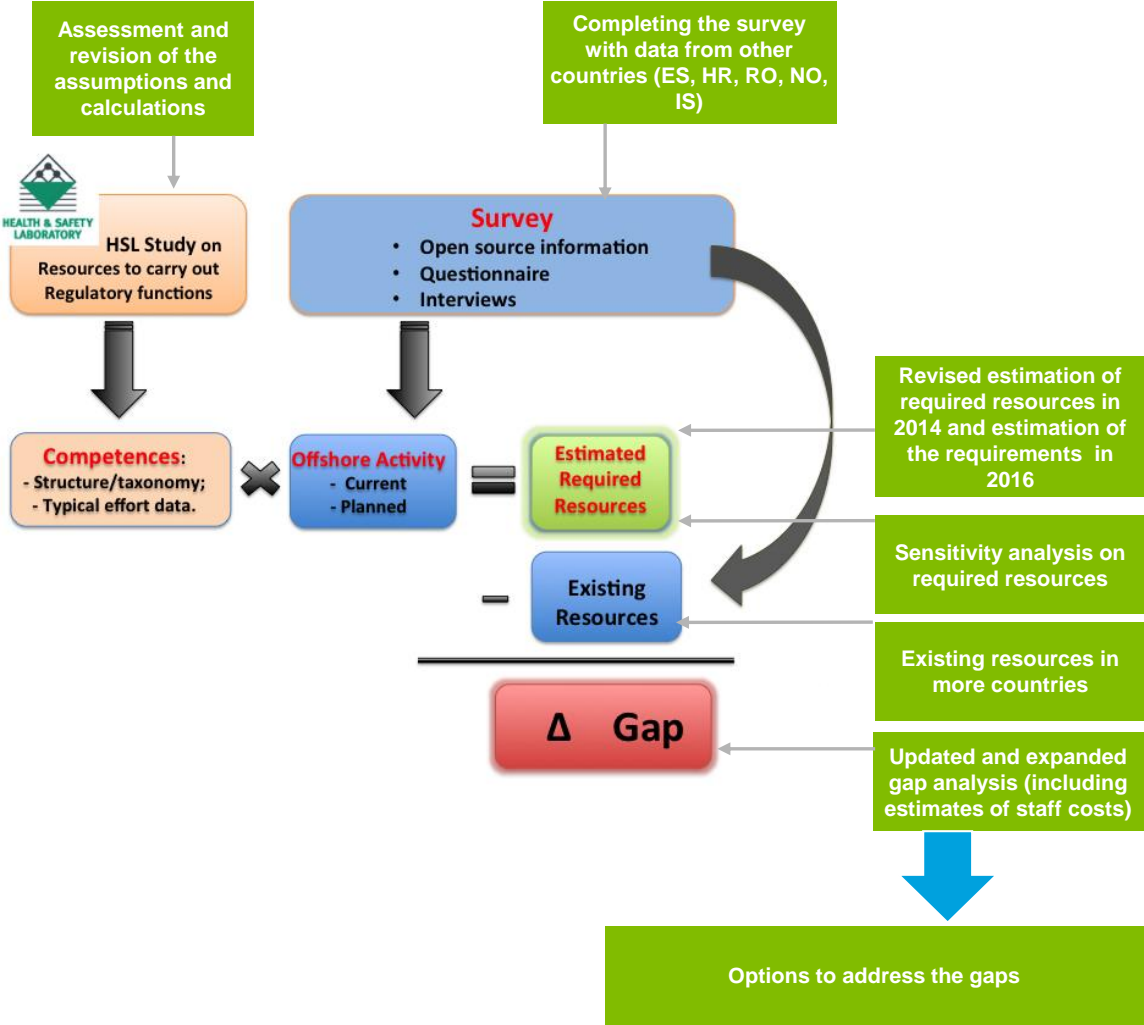 Assessment and
revision of the
assumptions and
calculations
Completing the survey
with data from other
countries (ES, HR, RO, NO,
IS)
HEALTH & SAFETY
LABORATORY
HSL Study on
Resources to carry out
Regulatory functions
Survey
• Open source information
• Questionnaire
• Interviews
Competences:
- Structure/taxonomy;
- Typical effort data.
Offshore Activity
- Current
- Planned
Estimated
Required
Resources
Existing
Resources
Δ Gap
Revised estimation of
required resources in
2014 and estimation of
the requirements in
2016
Sensitivity analysis on
required resources
Existing resources in
more countries
Updated and expanded
gap analysis (including
estimates of staff costs)
Options to address the gaps